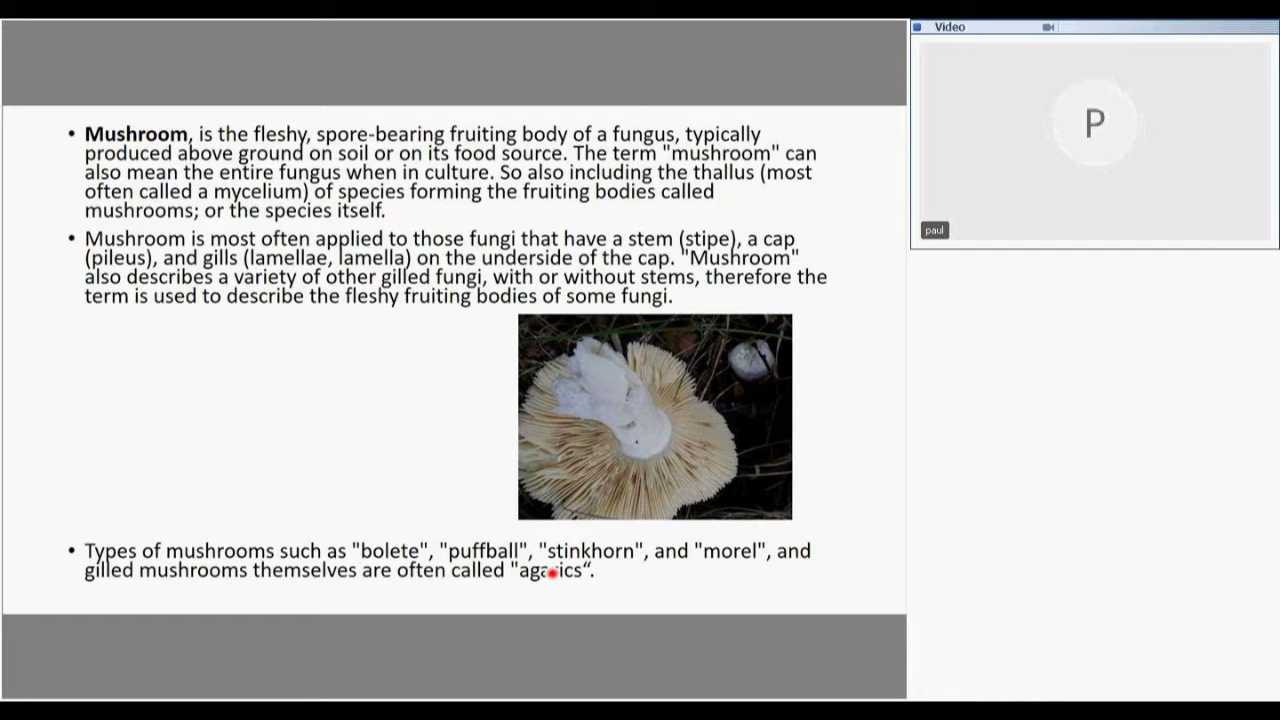 • Mushroom, is the fleshy, spore-bearing fruiting body of a fungus, typically
produced above ground on soil or on its food source. The term "mushroom" can
also mean the entire fungus when in culture. So also including the thallus (most
often called a mycelium) of species forming the fruiting bodies called
mushrooms; or the species itself.
• Mushroom is most often applied to those fungi that have a stem (stipe), a cap
(pileus), and gills (lamellae, lamella) on the underside of the cap. "Mushroom"
also describes a variety of other gilled fungi, with or without stems, therefore the
term is used to describe the fleshy fruiting bodies of some fungi.
• Types of mushrooms such as "bolete", "puffball", "stinkhorn", and "morel", and
gilled mushrooms themselves are often called "agarics“.
Video
P
paul